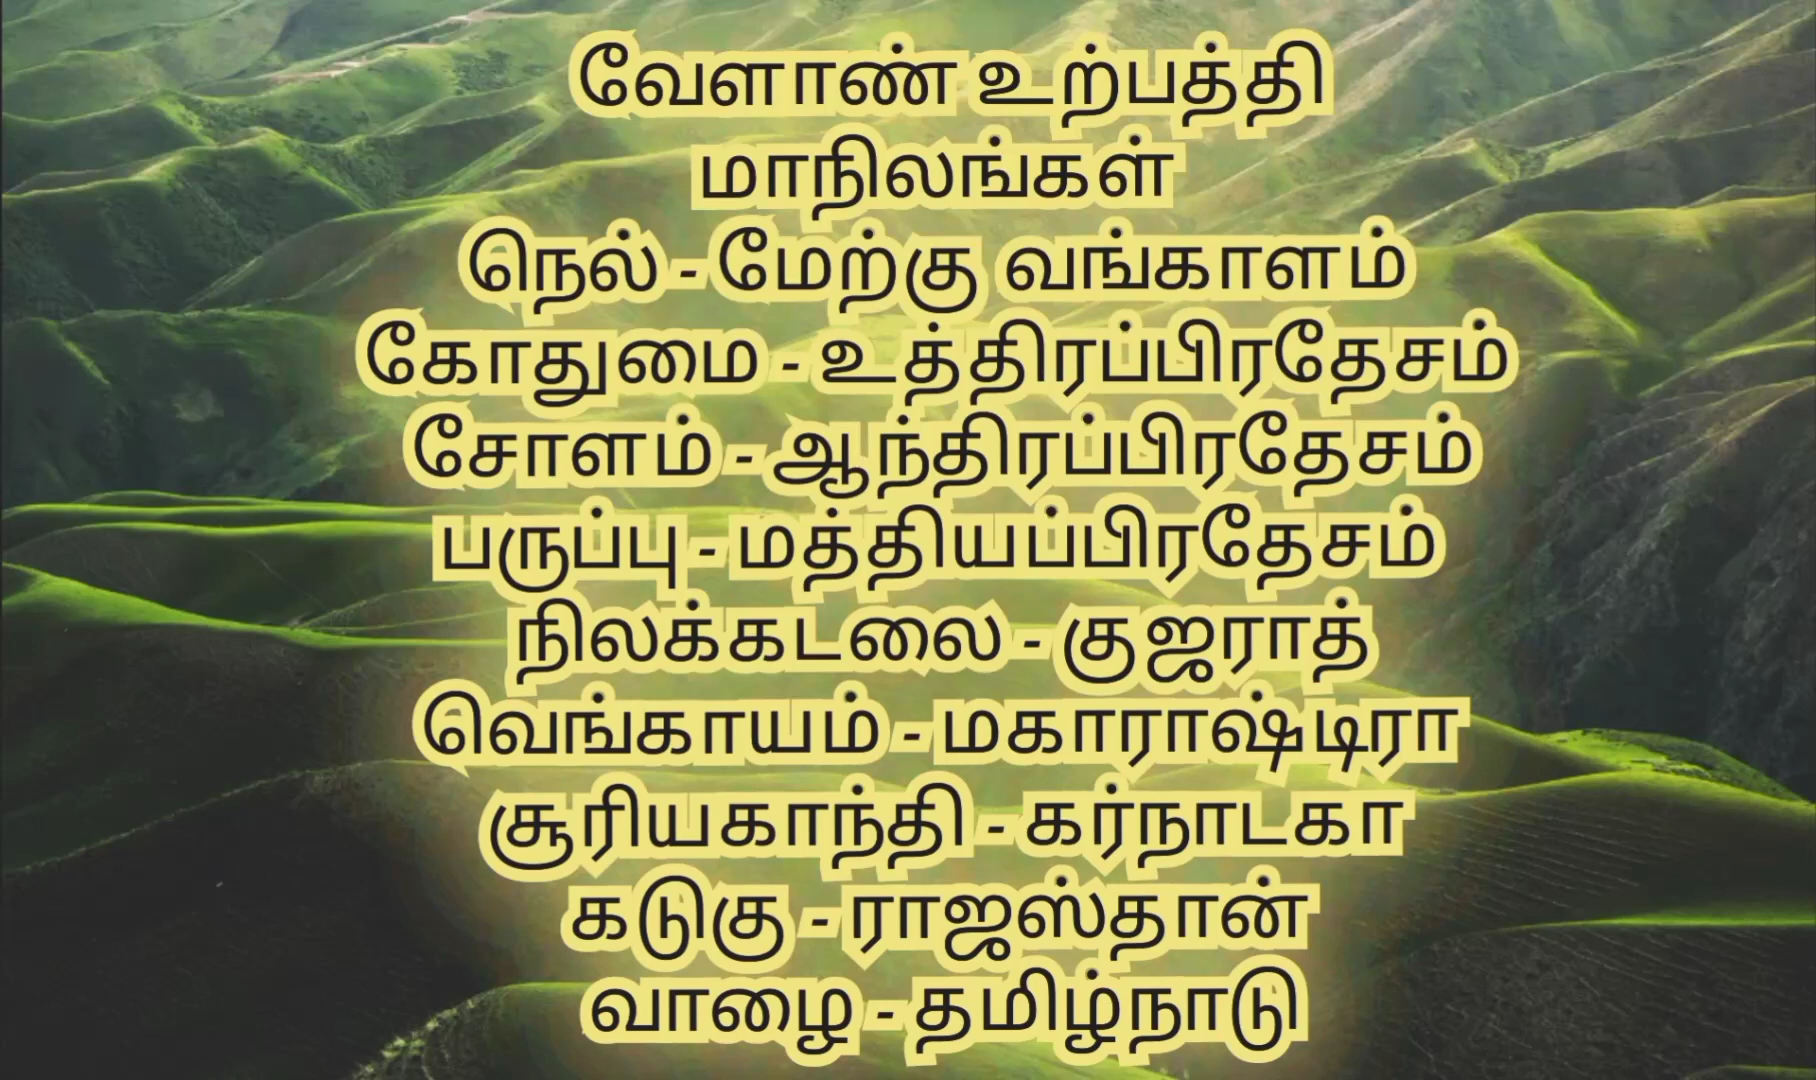 வேளாண் உற்பத்தி
மாநிலங்கள்
நெல் - மேற்கு வங்காளம்
கோதுமை - உத்திரப்பிரதேசம்
சோளம் - ஆந்திரப்பிரதேசம்
பருப்பு - மத்தியப்பிரதேசம்
நிலக்கடலை - குஜராத்
வெங்காயம் - மகாராஷ்டிரா
சூரியகாந்தி - கர்நாடகா
கடுகு - ராஜஸ்தான்
வாழை - தமிழ்நாடு